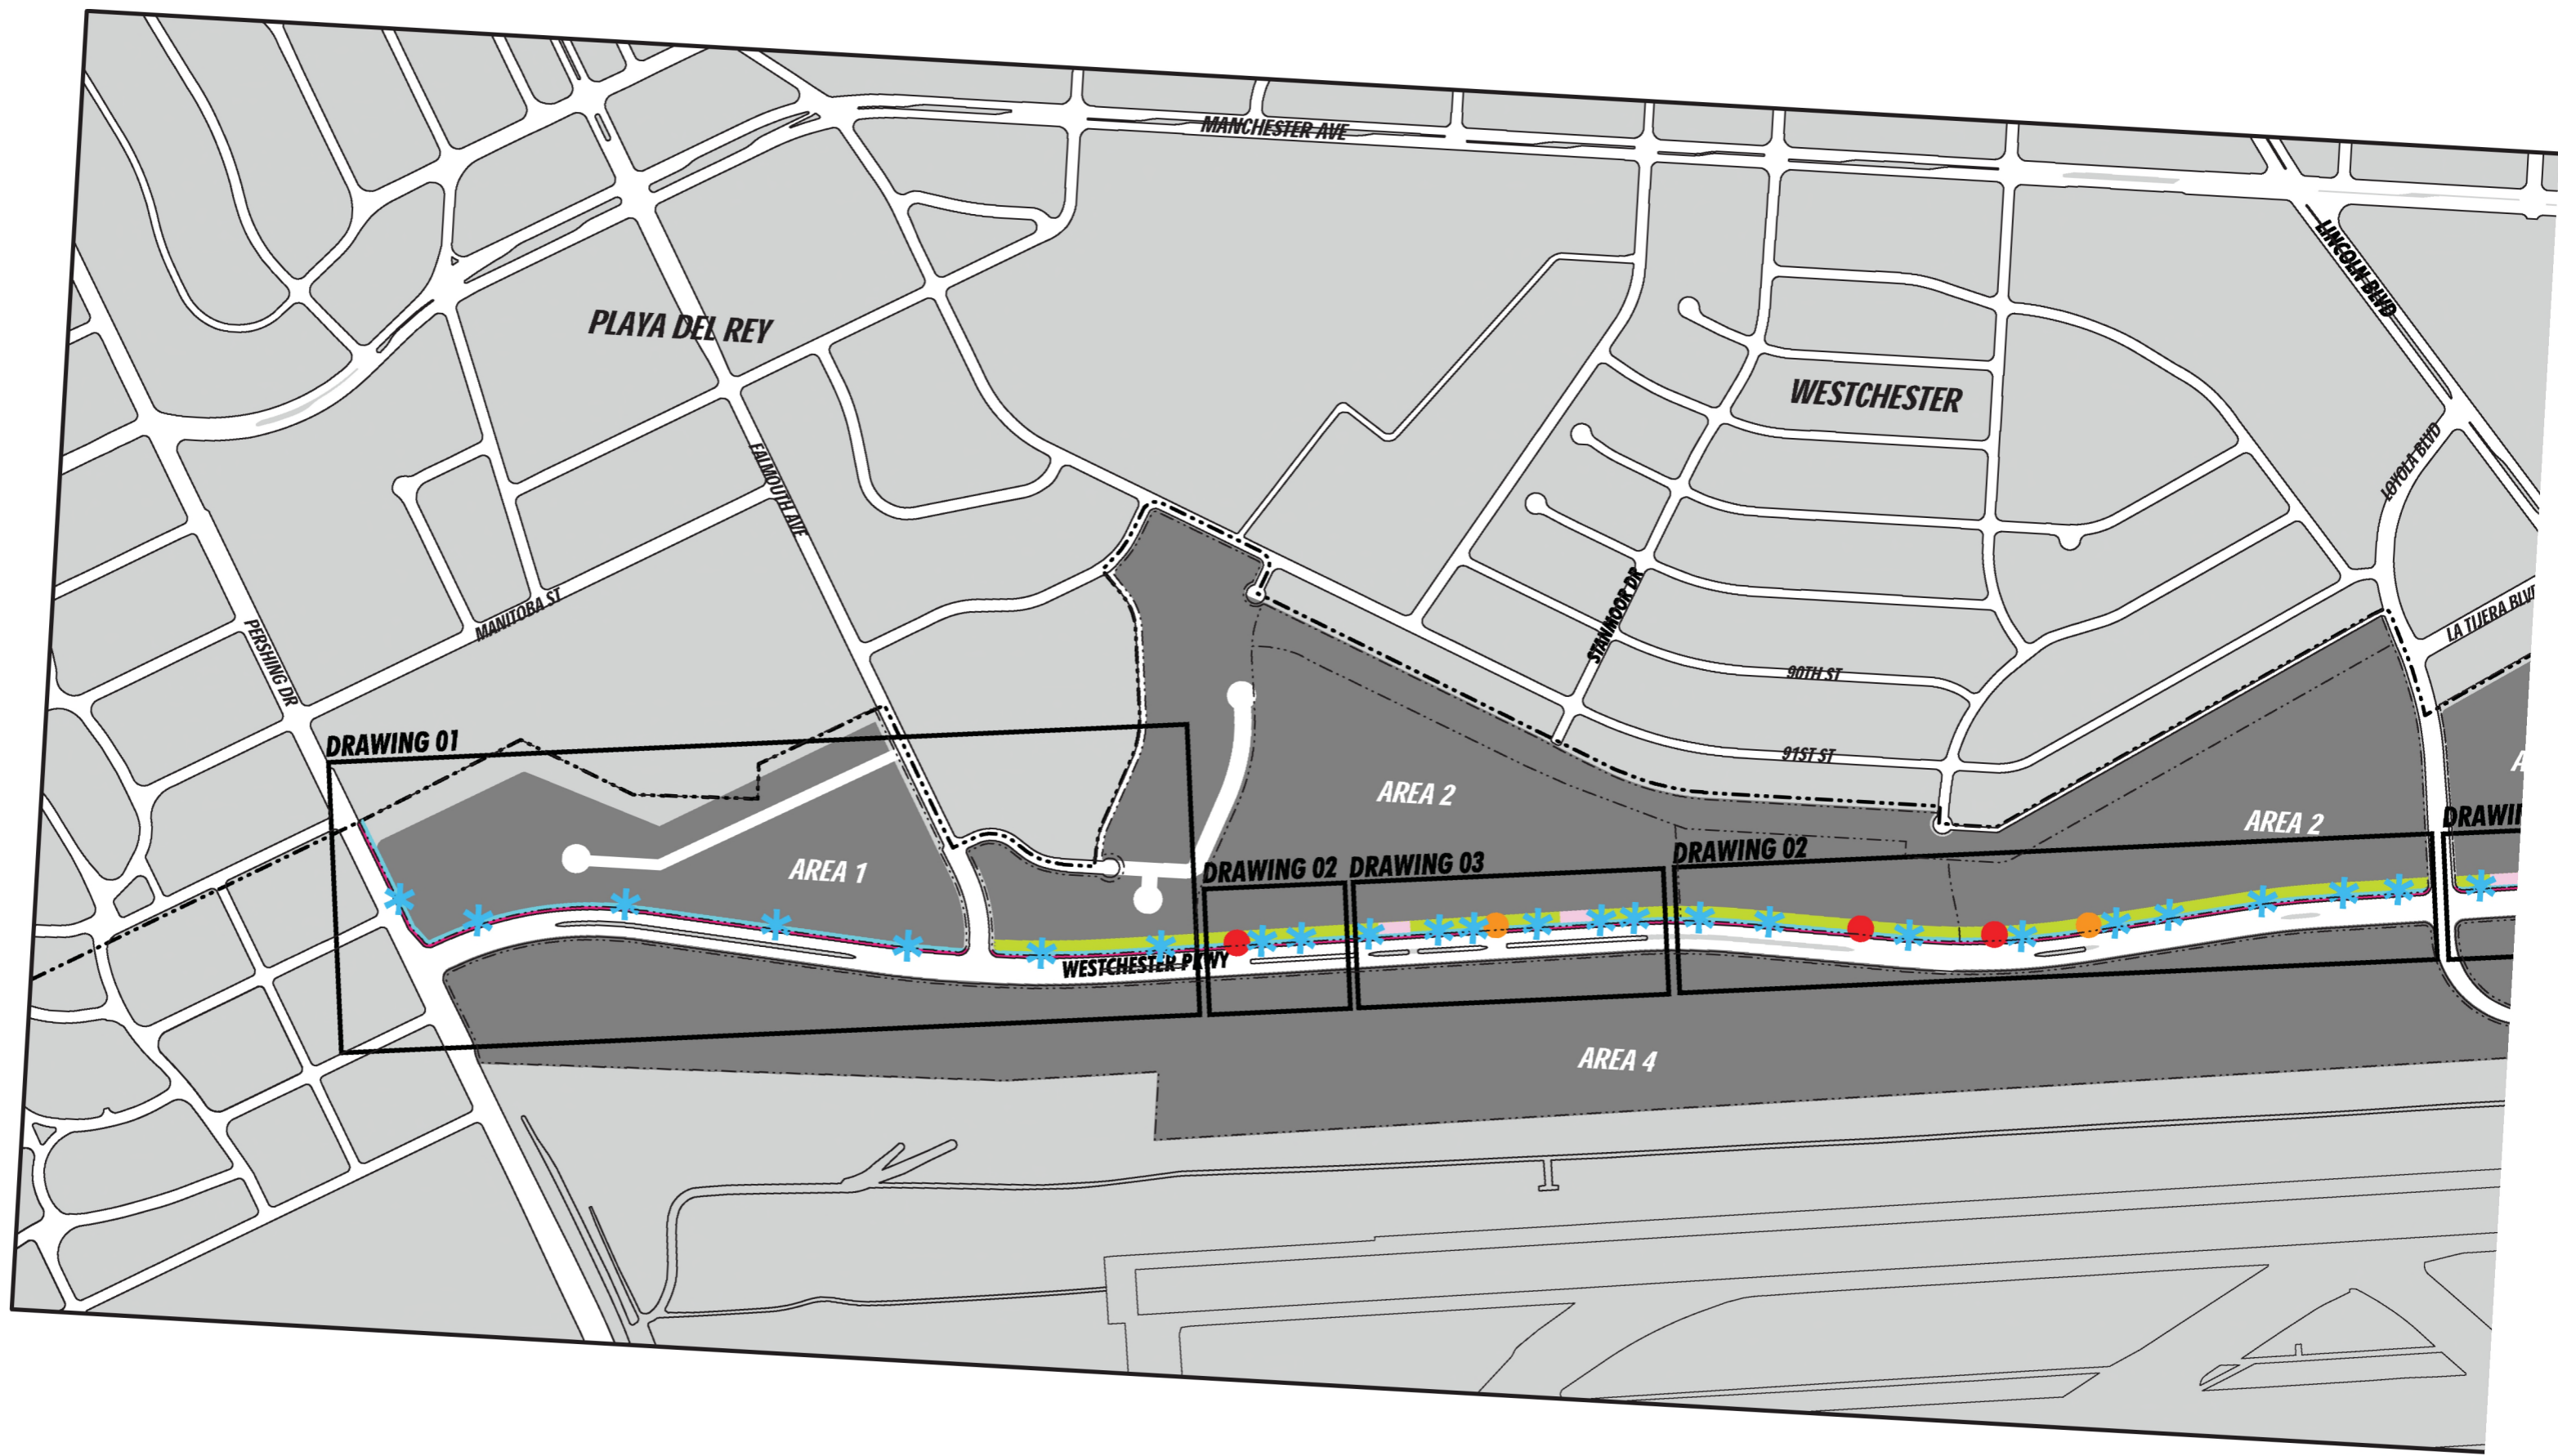 MANCHESTER AVE
LINCOLN BLVD
PLAYA DEL REY
WESTCHESTER
LOYOLA BLVD
FALMOUTH AVE
MANITOBA ST
PERSHING DR
STANMOOR DR
LA TIJERA BLVD
90TH ST
91ST ST
DRAWING 01
AREA 2
AREA 2
A
DRAWIN
AREA 1
DRAWING 02
DRAWING 03
DRAWING 02
WESTCHESTER PKWY
AREA 4